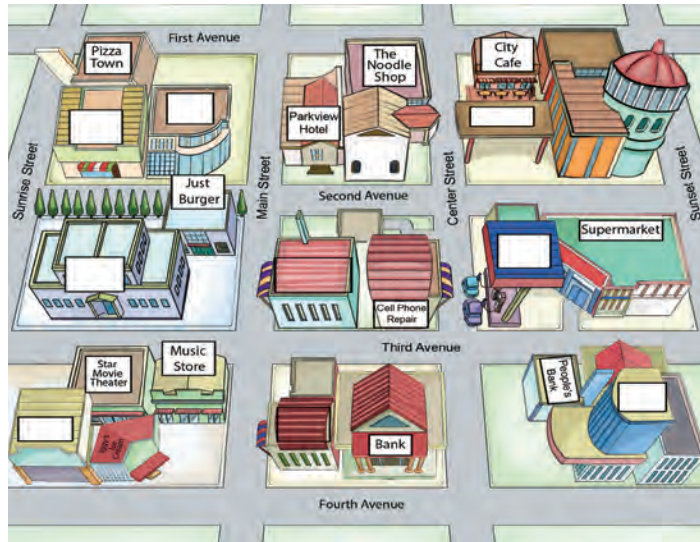 First Avenue
Pizza
Town
The
Noodle
Shop
City
Cafe
Parkview
Hotel
Sunrise Street
Main Street
Center Street
Sunset Street
Second Avenue
Just
Burger
Supermarket
Cell Phone
Repair
Third Avenue
Star
Movie
Theater
Music
Store
People's
Bank
Ice
Cream
Bank
Fourth Avenue